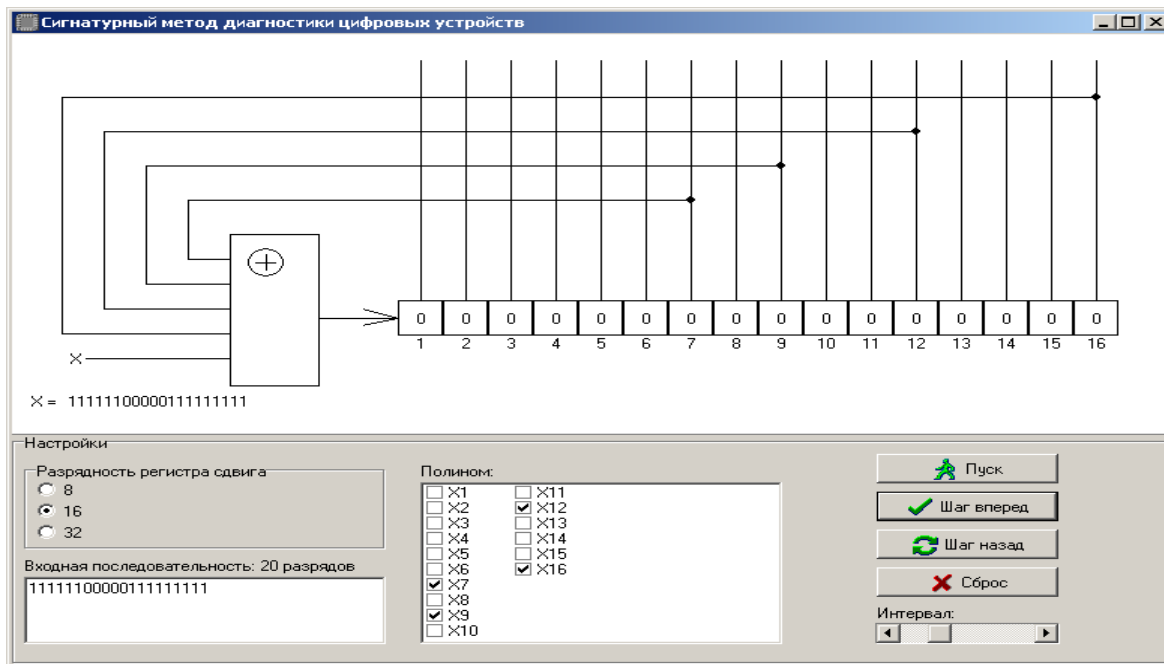 Сигнатурный метод диагностики цифровых устройств
0 0 0 0 0 0 0 0 0 0 0 0 0 0 0 0
1 2 3 4 5 6 7 8 9 10 11 12 13 14 15 16
X
X = 11111100000111111111
Настройки
Разрядность регистра сдвига
8
16
32
Входная последовательность: 20 разрядов
11111100000111111111
Полином:
X1
X2
X3
X4
X5
X6
X7
X8
X9
X10
X11
X12
X13
X14
X15
X16
Пуск
Шаг вперед
Шаг назад
Сброс
Интервал: